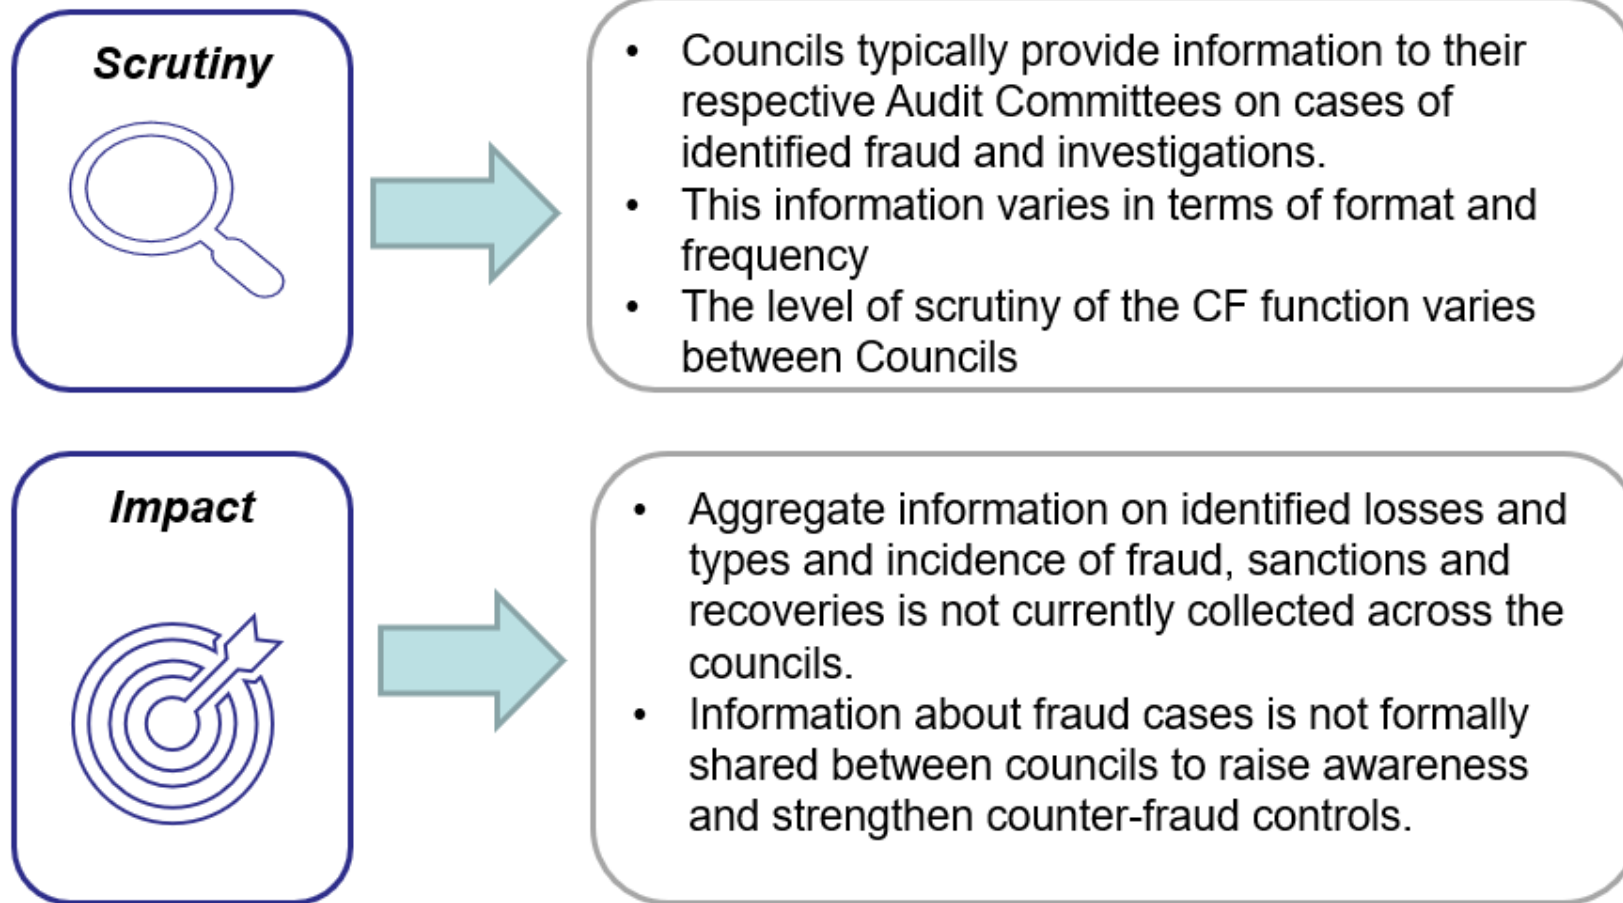 Scrutiny
• Councils typically provide information to their
respective Audit Committees on cases of
identified fraud and investigations.
• This information varies in terms of format and
frequency
• The level of scrutiny of the CF function varies
between Councils
Impact
• Aggregate information on identified losses and
types and incidence of fraud, sanctions and
recoveries is not currently collected across the
councils.
• Information about fraud cases is not formally
shared between councils to raise awareness
and strengthen counter-fraud controls.